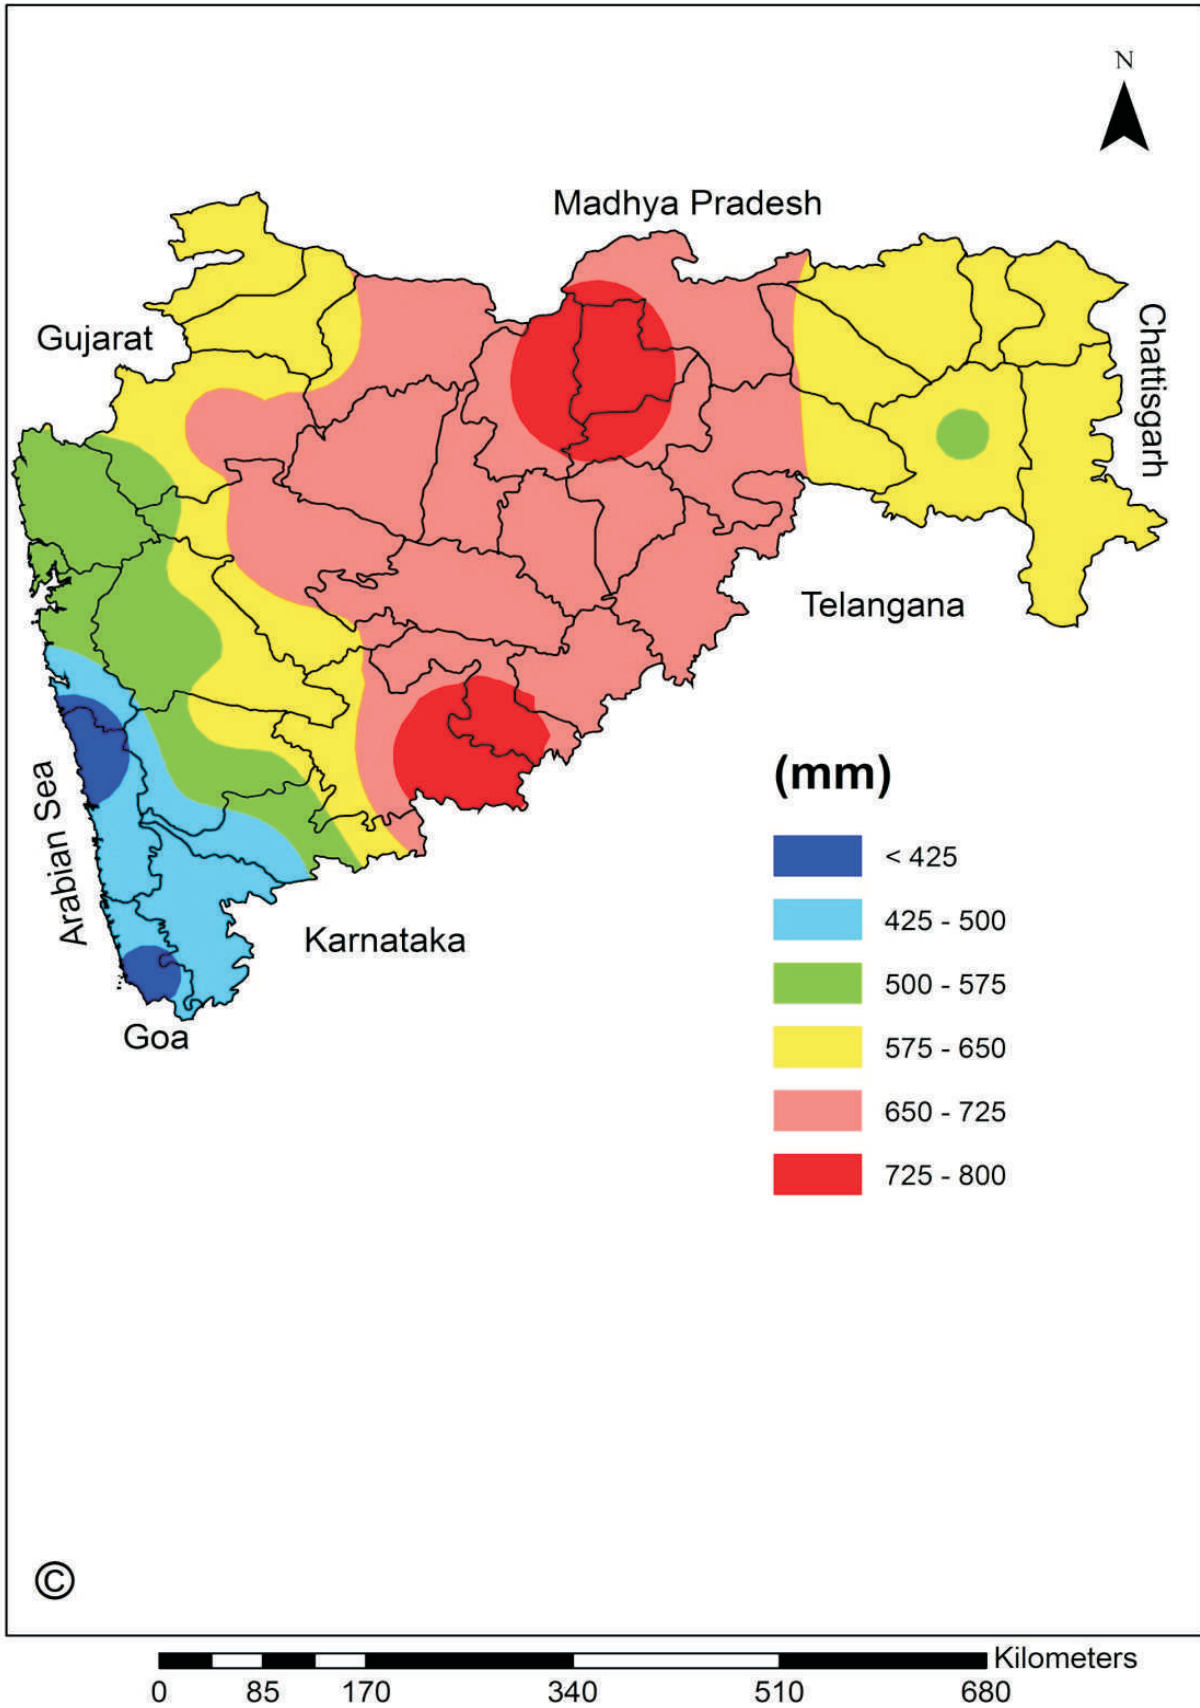 N
Madhya Pradesh
Gujarat
Chattisgarh
Telangana
Arabian Sea
Karnataka
Goa
(mm)
< 425
425 - 500
500 - 575
575 - 650
650 - 725
725 - 800
©
Kilometers
0 85 170 340 510 680